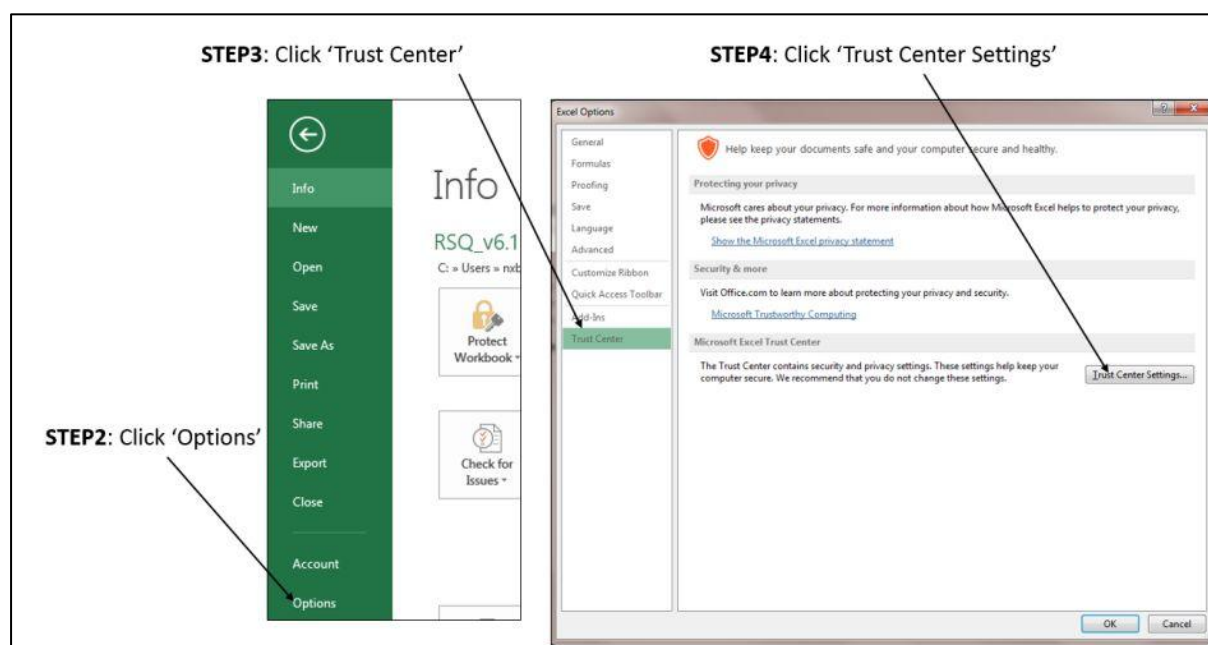 STEP3: Click ‘Trust Center’
STEP4: Click ‘Trust Center Settings’
STEP2: Click ‘Options’
Info
New
Open
Save
Save As
Print
Share
Export
Close
Account
Options
Info
RSQ_v6.1
C: » Users » nxb
Protect
Workbook
Check for
Issues
Excel Options
General
Formulas
Proofing
Save
Language
Advanced
Customize Ribbon
Quick Access Toolbar
Add-Ins
Trust Center
Help keep your documents safe and your computer secure and healthy.
Protecting your privacy
Microsoft cares about your privacy. For more information about how Microsoft Excel helps to protect your privacy,
please see the privacy statements.
Show the Microsoft Excel privacy statement
Security & more
Visit Office.com to learn more about protecting your privacy and security.
Microsoft Trustworthy Computing
Microsoft Excel Trust Center
The Trust Center contains security and privacy settings. These settings help keep your
computer secure. We recommend that you do not change these settings.
Trust Center Settings...
OK
Cancel